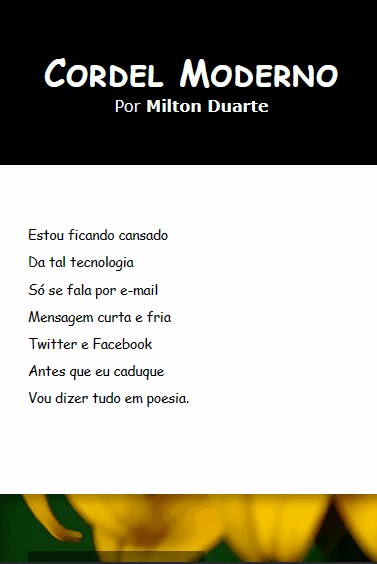 Cordel Moderno
Por Milton Duarte
Estou ficando cansado
Da tal tecnologia
Só se fala por e-mail
Mensagem curta e fria
Twitter e Facebook
Antes que eu caduque
Vou dizer tudo em poesia.